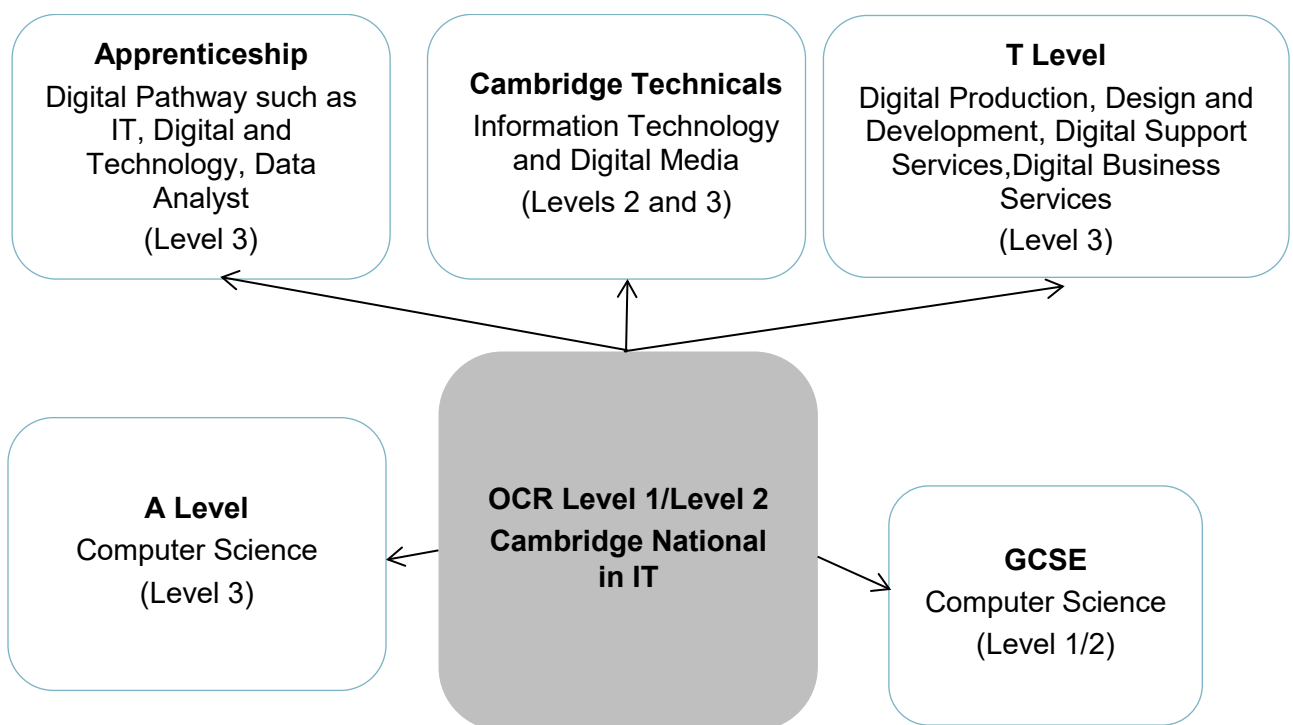 Apprenticeship
Digital Pathway such as
IT, Digital and
Technology, Data
Analyst
(Level 3)
Cambridge Technicals
Information Technology
and Digital Media
(Levels 2 and 3)
T Level
Digital Production, Design and
Development, Digital Support
Services,Digital Business
Services
(Level 3)
A Level
Computer Science
(Level 3)
OCR Level 1/Level 2
Cambridge National
in IT
GCSE
Computer Science
(Level 1/2)